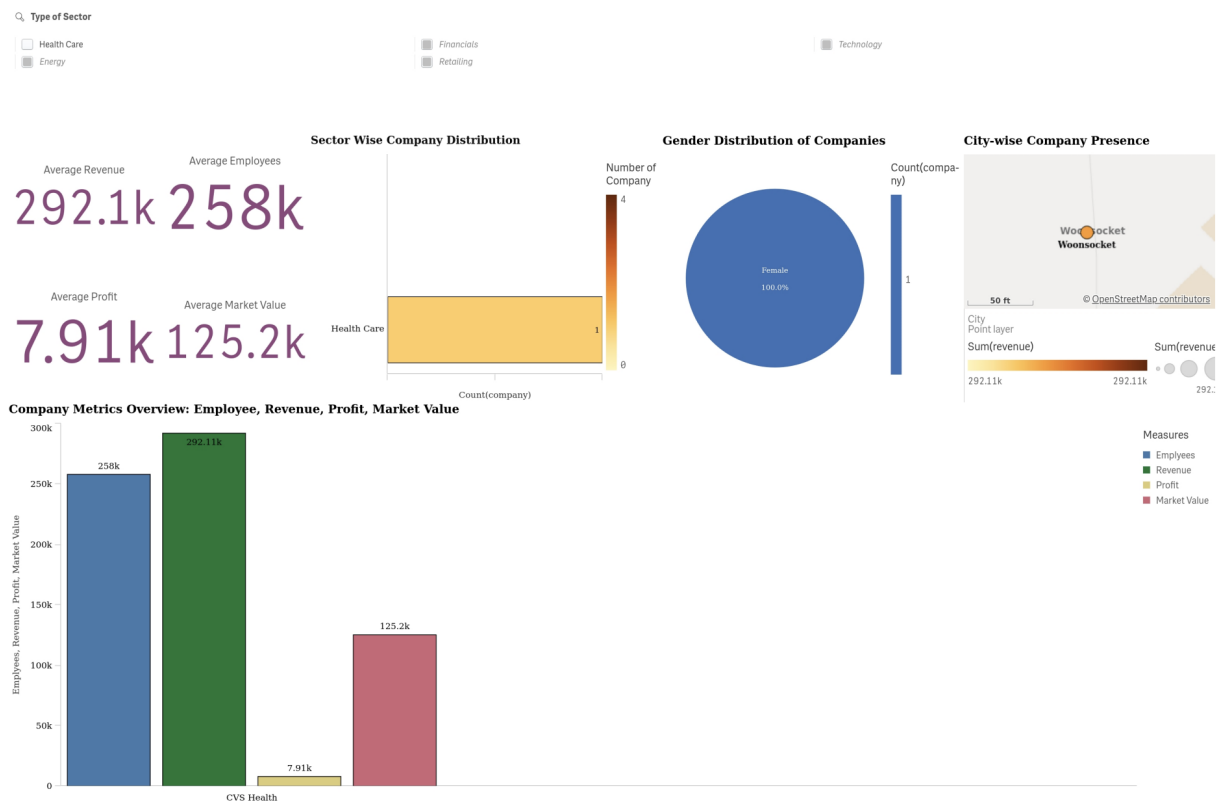 Type of Sector
Health Care
Financials
Technology
Energy
Retailing
Average Revenue
292.1k
Average Employees
258k
Average Profit
7.91k
Average Market Value
125.2k
Sector Wise Company Distribution
Health Care
1
Count(company)
Number of
Company
4
0
Gender Distribution of Companies
Female
100.0%
Count(compa-
ny)
1
City-wise Company Presence
Woonsocket
Woonsocket
50 ft
© OpenStreetMap contributors
City
Point layer
Sum(revenue)
292.11k
292.11k
Sum(revenue
292.
Company Metrics Overview: Employee, Revenue, Profit, Market Value
Emplyees, Revenue, Profit, Market Value
300k
250k
200k
150k
100k
50k
0
258k
292.11k
7.91k
125.2k
CVS Health
Measures
Emplyees
Revenue
Profit
Market Value